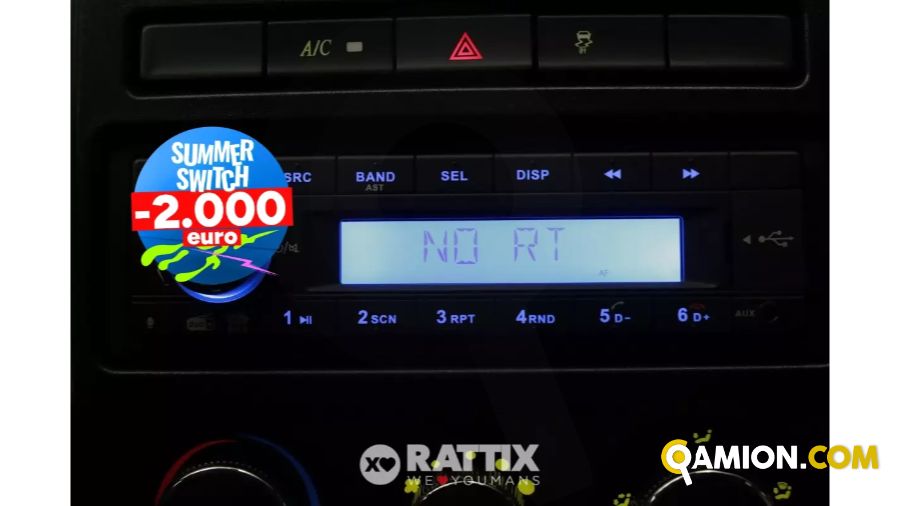 A/C
SUMMER
SWITCH
-2.000
euro
SRC
BAND
AST
SEL
DISP
NO RT
AF
1
2 SCN
3 RPT
4 RND
5 D-
6 D+
AUX
RATTIX
WE YOUMANS
QAMION.COM